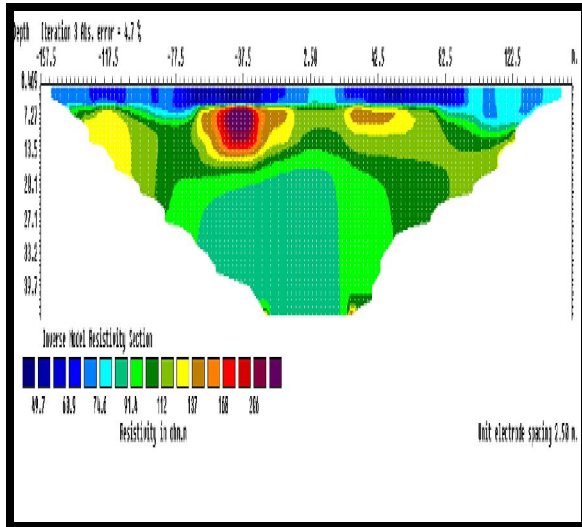 Depth Iteration 3 Abs. error = 4.7 %
-157.5 -117.5 -77.5 -37.5 2.50 42.5 82.5 122.5 m.
7.27
13.5
20.1
27.1
33.2
39.7
Inverse Model Resistivity Section
49.7 60.9 74.6 91.4 112 137 168 206
Resistivity in ohm.m
Unit electrode spacing 2.50 m.